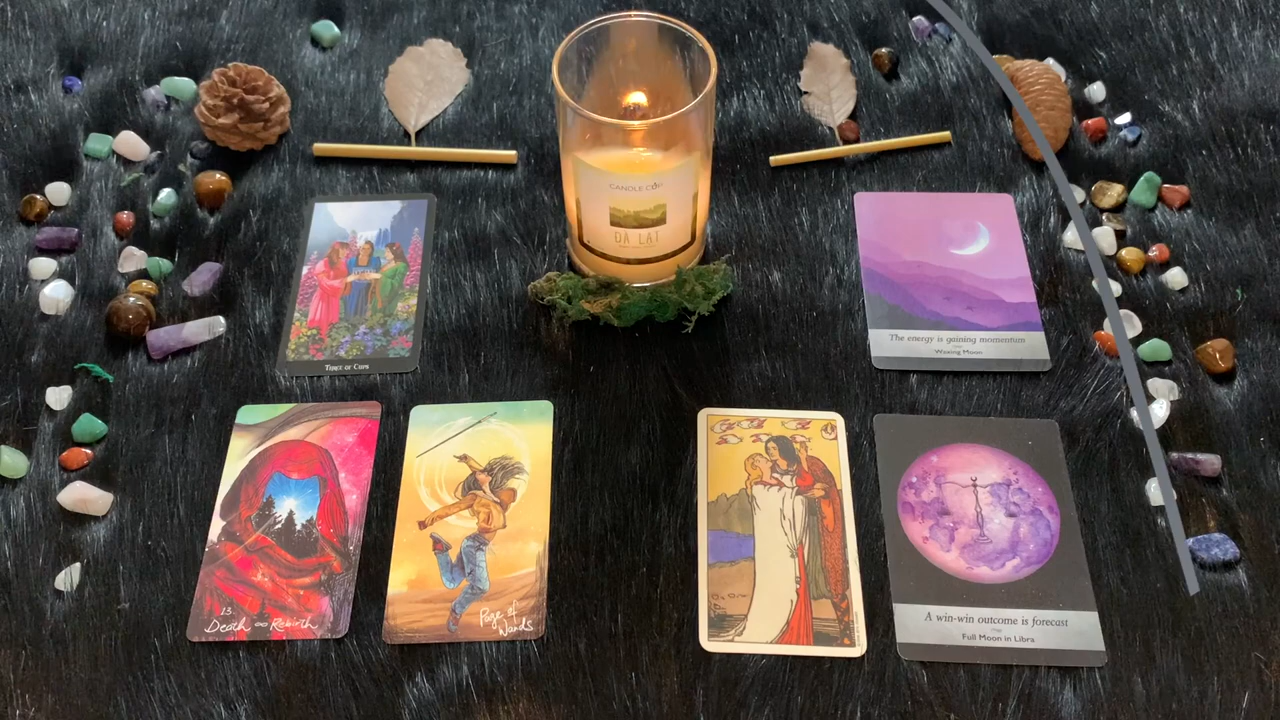 CANDLE CUP
ĐÀ LẠT
Three of Cups
The energy is gaining momentum
Waxing Moon
13.
Death ∞ Rebirth
Page of
Wands
A win-win outcome is forecast
Full Moon in Libra